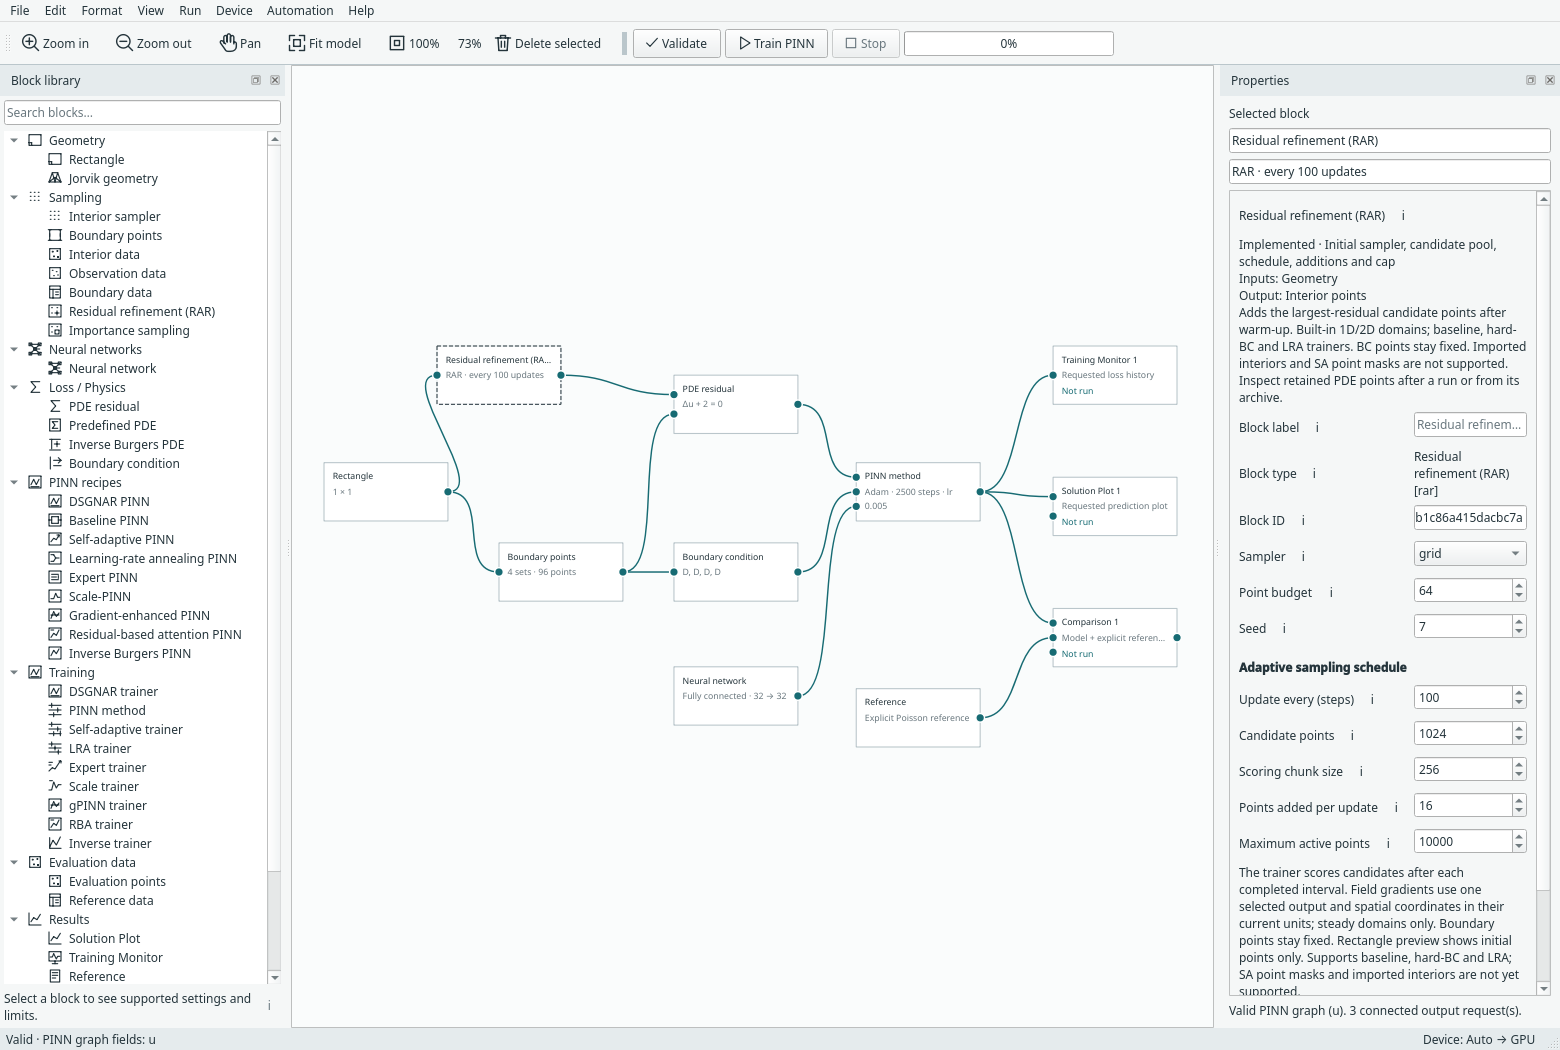 File Edit Format View Run Device Automation Help
Zoom in Zoom out Pan Fit model 100% 73% Delete selected Validate Train PINN Stop 0%
Block library
Search blocks...
Geometry
Rectangle
Jorvik geometry
Sampling
Interior sampler
Boundary points
Interior data
Observation data
Boundary data
Residual refinement (RAR)
Importance sampling
Neural networks
Neural network
Loss / Physics
PDE residual
Predefined PDE
Inverse Burgers PDE
Boundary condition
PINN recipes
DSGNAR PINN
Baseline PINN
Self-adaptive PINN
Learning-rate annealing PINN
Expert PINN
Scale-PINN
Gradient-enhanced PINN
Residual-based attention PINN
Inverse Burgers PINN
Training
DSGNAR trainer
PINN method
Self-adaptive trainer
LRA trainer
Expert trainer
Scale trainer
gPINN trainer
RBA trainer
Inverse trainer
Evaluation data
Evaluation points
Reference data
Results
Solution Plot
Training Monitor
Reference
Select a block to see supported settings and
limits.
i
Residual refinement (RA...
RAR · every 100 updates
PDE residual
Δu + 2 = 0
Rectangle
1 × 1
Boundary points
4 sets · 96 points
Boundary condition
D, D, D, D
Neural network
Fully connected · 32 → 32
PINN method
Adam · 2500 steps · lr
0.005
Reference
Explicit Poisson reference
Training Monitor 1
Requested loss history
Not run
Solution Plot 1
Requested prediction plot
Not run
Comparison 1
Model + explicit referen...
Not run
Properties
Selected block
Residual refinement (RAR)
RAR · every 100 updates
Residual refinement (RAR) i
Implemented · Initial sampler, candidate pool,
schedule, additions and cap
Inputs: Geometry
Output: Interior points
Adds the largest-residual candidate points after
warm-up. Built-in 1D/2D domains; baseline, hard-
BC and LRA trainers. BC points stay fixed. Imported
interiors and SA point masks are not supported.
Inspect retained PDE points after a run or from its
archive.
Block label i Residual refinem...
Block type i Residual
refinement (RAR)
[rar]
Block ID i b1c86a415dacbc7a
Sampler i grid
Point budget i 64
Seed i 7
Adaptive sampling schedule
Update every (steps) i 100
Candidate points i 1024
Scoring chunk size i 256
Points added per update i 16
Maximum active points i 10000
The trainer scores candidates after each
completed interval. Field gradients use one
selected output and spatial coordinates in their
current units; steady domains only. Boundary
points stay fixed. Rectangle preview shows initial
points only. Supports baseline, hard-BC and LRA;
SA point masks and imported interiors are not yet
supported.
Valid PINN graph (u). 3 connected output request(s).
Valid · PINN graph fields: u
Device: Auto → GPU